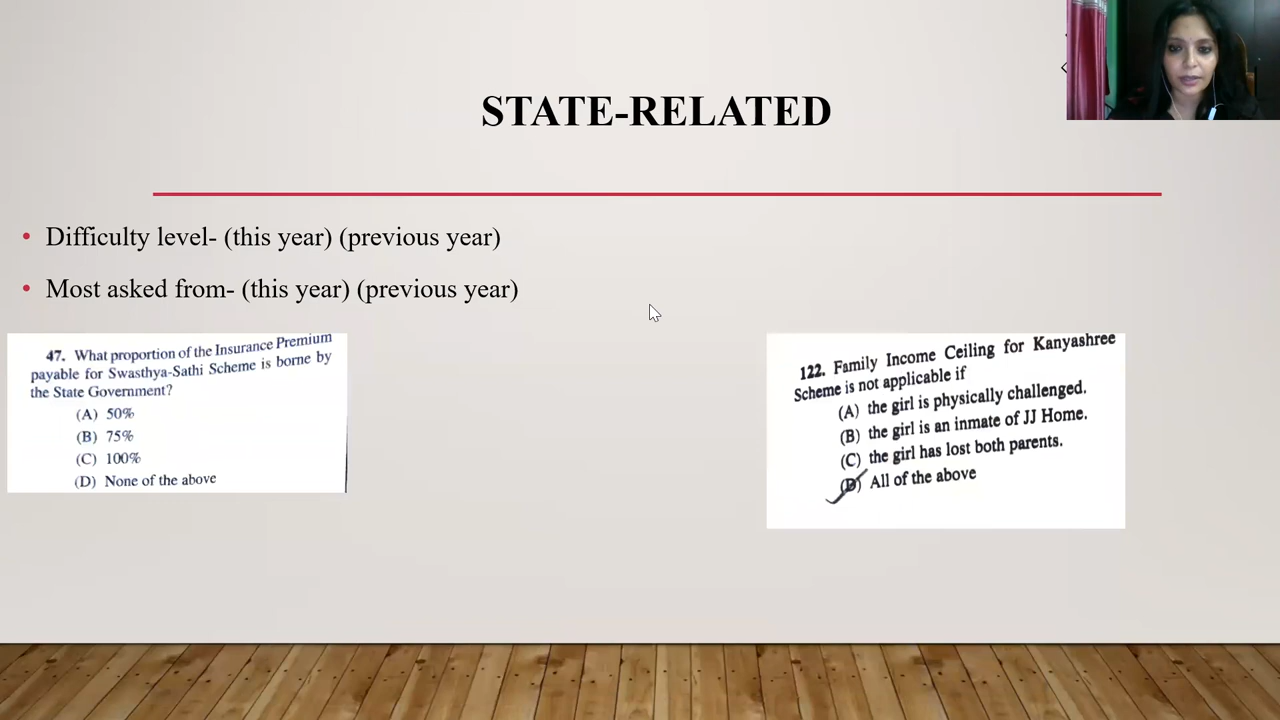 STATE-RELATED
• Difficulty level- (this year) (previous year)
• Most asked from- (this year) (previous year)
47. What proportion of the Insurance Premium
payable for Swasthya-Sathi Scheme is borne by
the State Government?
(A) 50%
(B) 75%
(C) 100%
(D) None of the above
122. Family Income Ceiling for Kanyashree
Scheme is not applicable if
(A) the girl is physically challenged.
(B) the girl is an inmate of JJ Home.
(C) the girl has lost both parents.
(D) All of the above